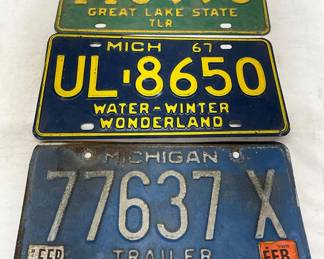 GREAT LAKE STATE
TLR
MICH 67
UL-8650
WATER-WINTER
WONDERLAND
MICHIGAN
77637 X
FEB TRAILER FEB